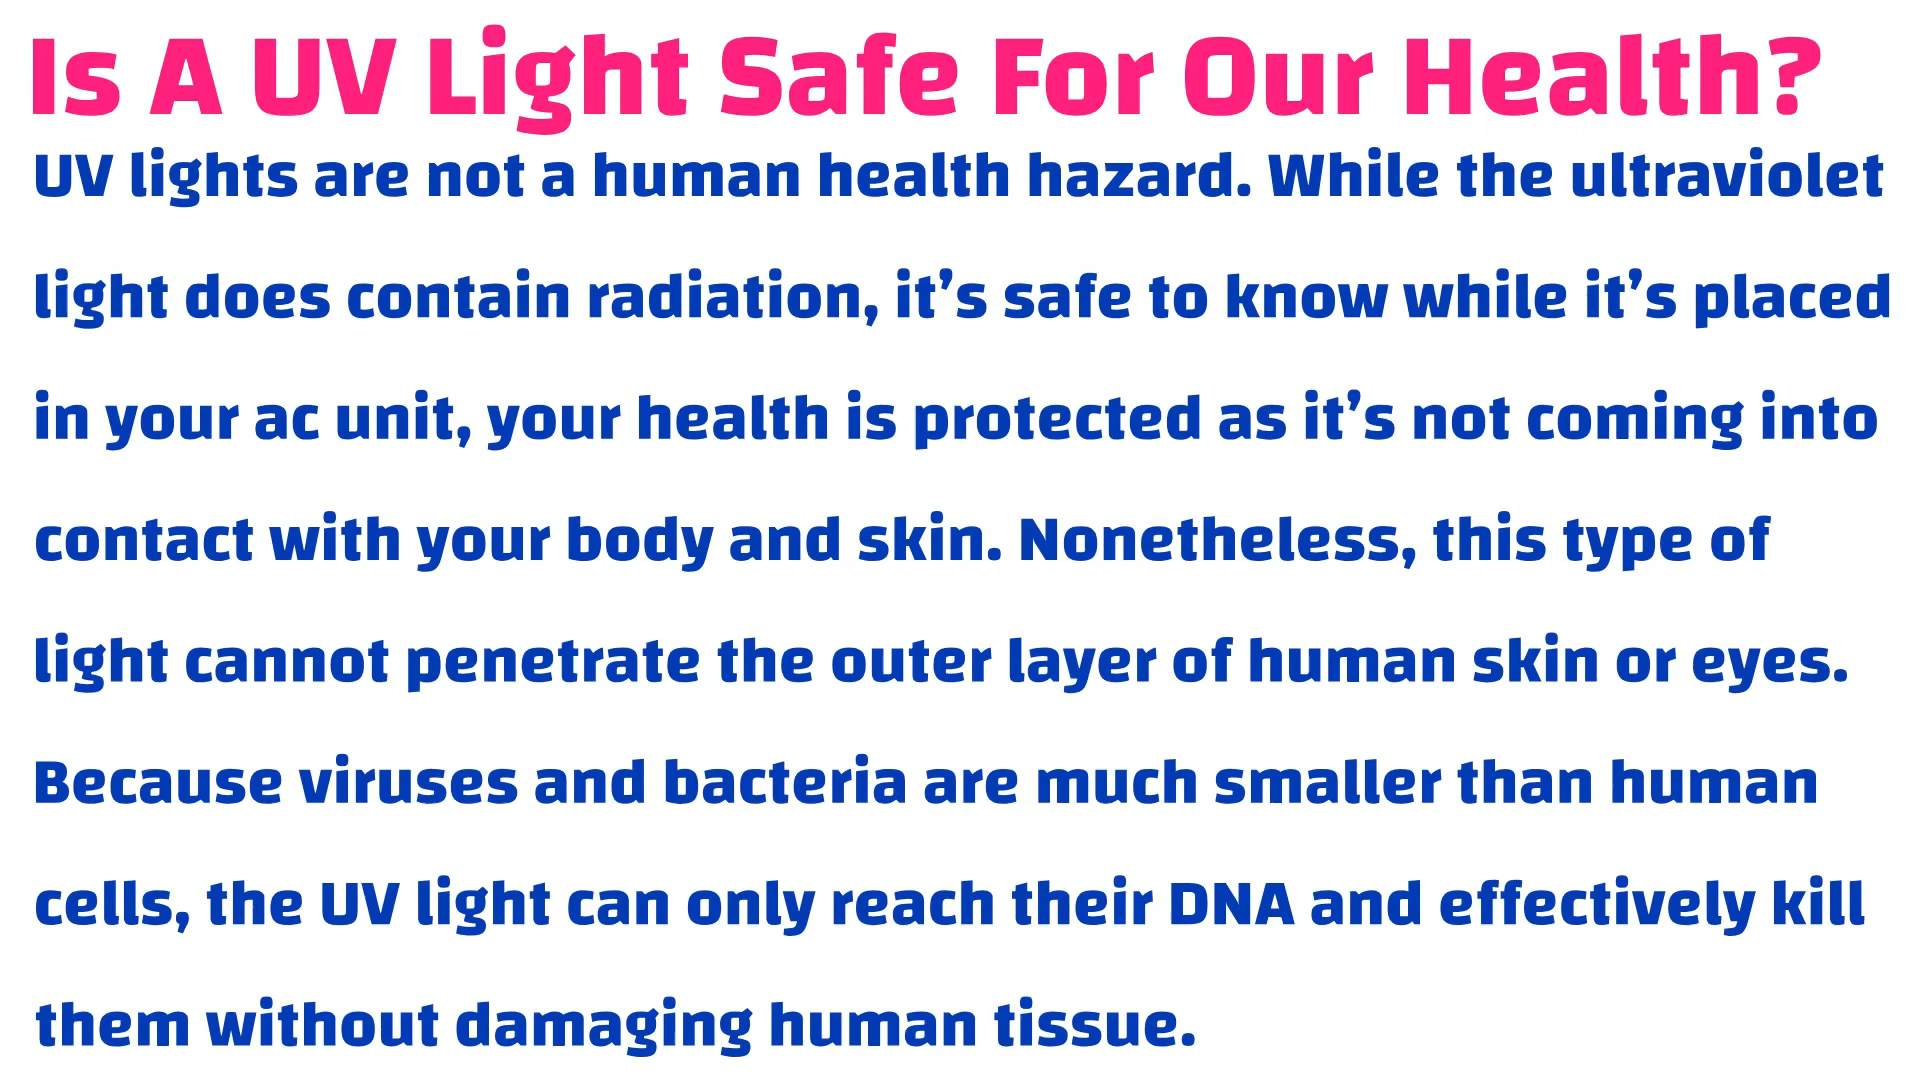 Is A UV Light Safe For Our Health?
UV lights are not a human health hazard. While the ultraviolet
light does contain radiation, it’s safe to know while it’s placed
in your ac unit, your health is protected as it’s not coming into
contact with your body and skin. Nonetheless, this type of
light cannot penetrate the outer layer of human skin or eyes.
Because viruses and bacteria are much smaller than human
cells, the UV light can only reach their DNA and effectively kill
them without damaging human tissue.